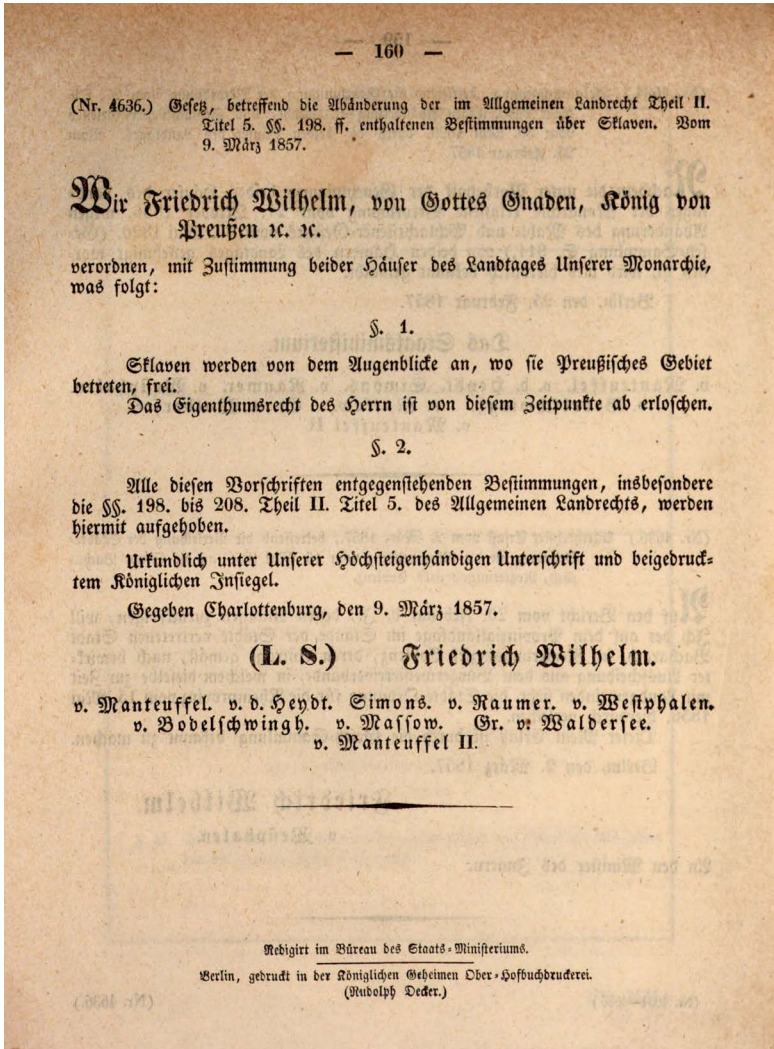 — 160 —
(Nr. 4636.) Gesetz, betreffend die Abänderung der im Allgemeinen Landrecht Theil II.
Titel 5. §§. 198. ff. enthaltenen Bestimmungen über Sklaven. Vom
9. März 1857.
Wir Friedrich Wilhelm, von Gottes Gnaden, König von
Preußen ꝛc. ꝛc.
verordnen, mit Zustimmung beider Häuser des Landtages Unserer Monarchie,
was folgt:
§. 1.
Sklaven werden von dem Augenblicke an, wo sie Preußisches Gebiet
betreten, frei.
Das Eigenthumsrecht des Herrn ist von diesem Zeitpunkte ab erloschen.
§. 2.
Alle diesen Vorschriften entgegenstehenden Bestimmungen, insbesondere
die §§. 198. bis 208. Theil II. Titel 5. des Allgemeinen Landrechts, werden
hiermit aufgehoben.
Urkundlich unter Unserer Höchsteigenhändigen Unterschrift und beigedruck-
tem Königlichen Insiegel.
Gegeben Charlottenburg, den 9. März 1857.
(L. S.) Friedrich Wilhelm.
v. Manteuffel. v. d. Heydt. Simons. v. Raumer. v. Westphalen.
v. Bodelschwingh. v. Massow. Gr. v. Waldersee.
v. Manteuffel II.
Redigirt im Büreau des Staats-Ministeriums.
Berlin, gedruckt in der Königlichen Geheimen Ober-Hofbuchdruckerei.
(Rudolph Decker.)